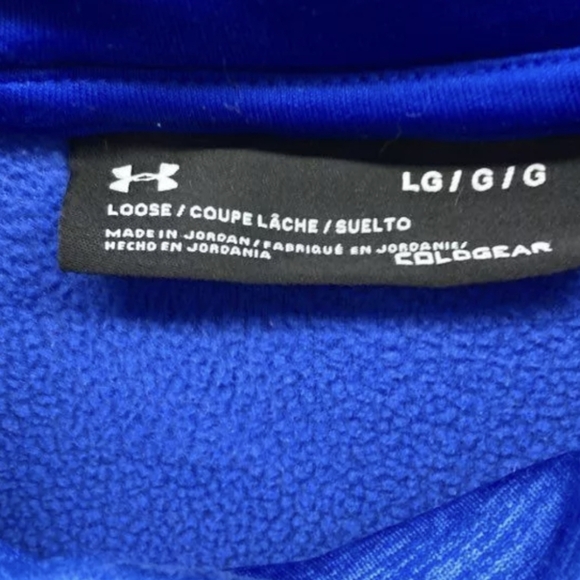 LG / G / G
LOOSE / COUPE LÂCHE / SUELTO
MADE IN JORDAN / FABRIQUÉ EN JORDANIE /
HECHO EN JORDANIA
COLDGEAR